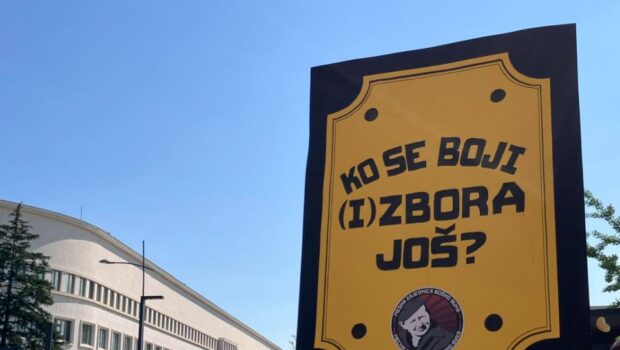 KO SE BOJI
(I)ZBORA
JOŠ?